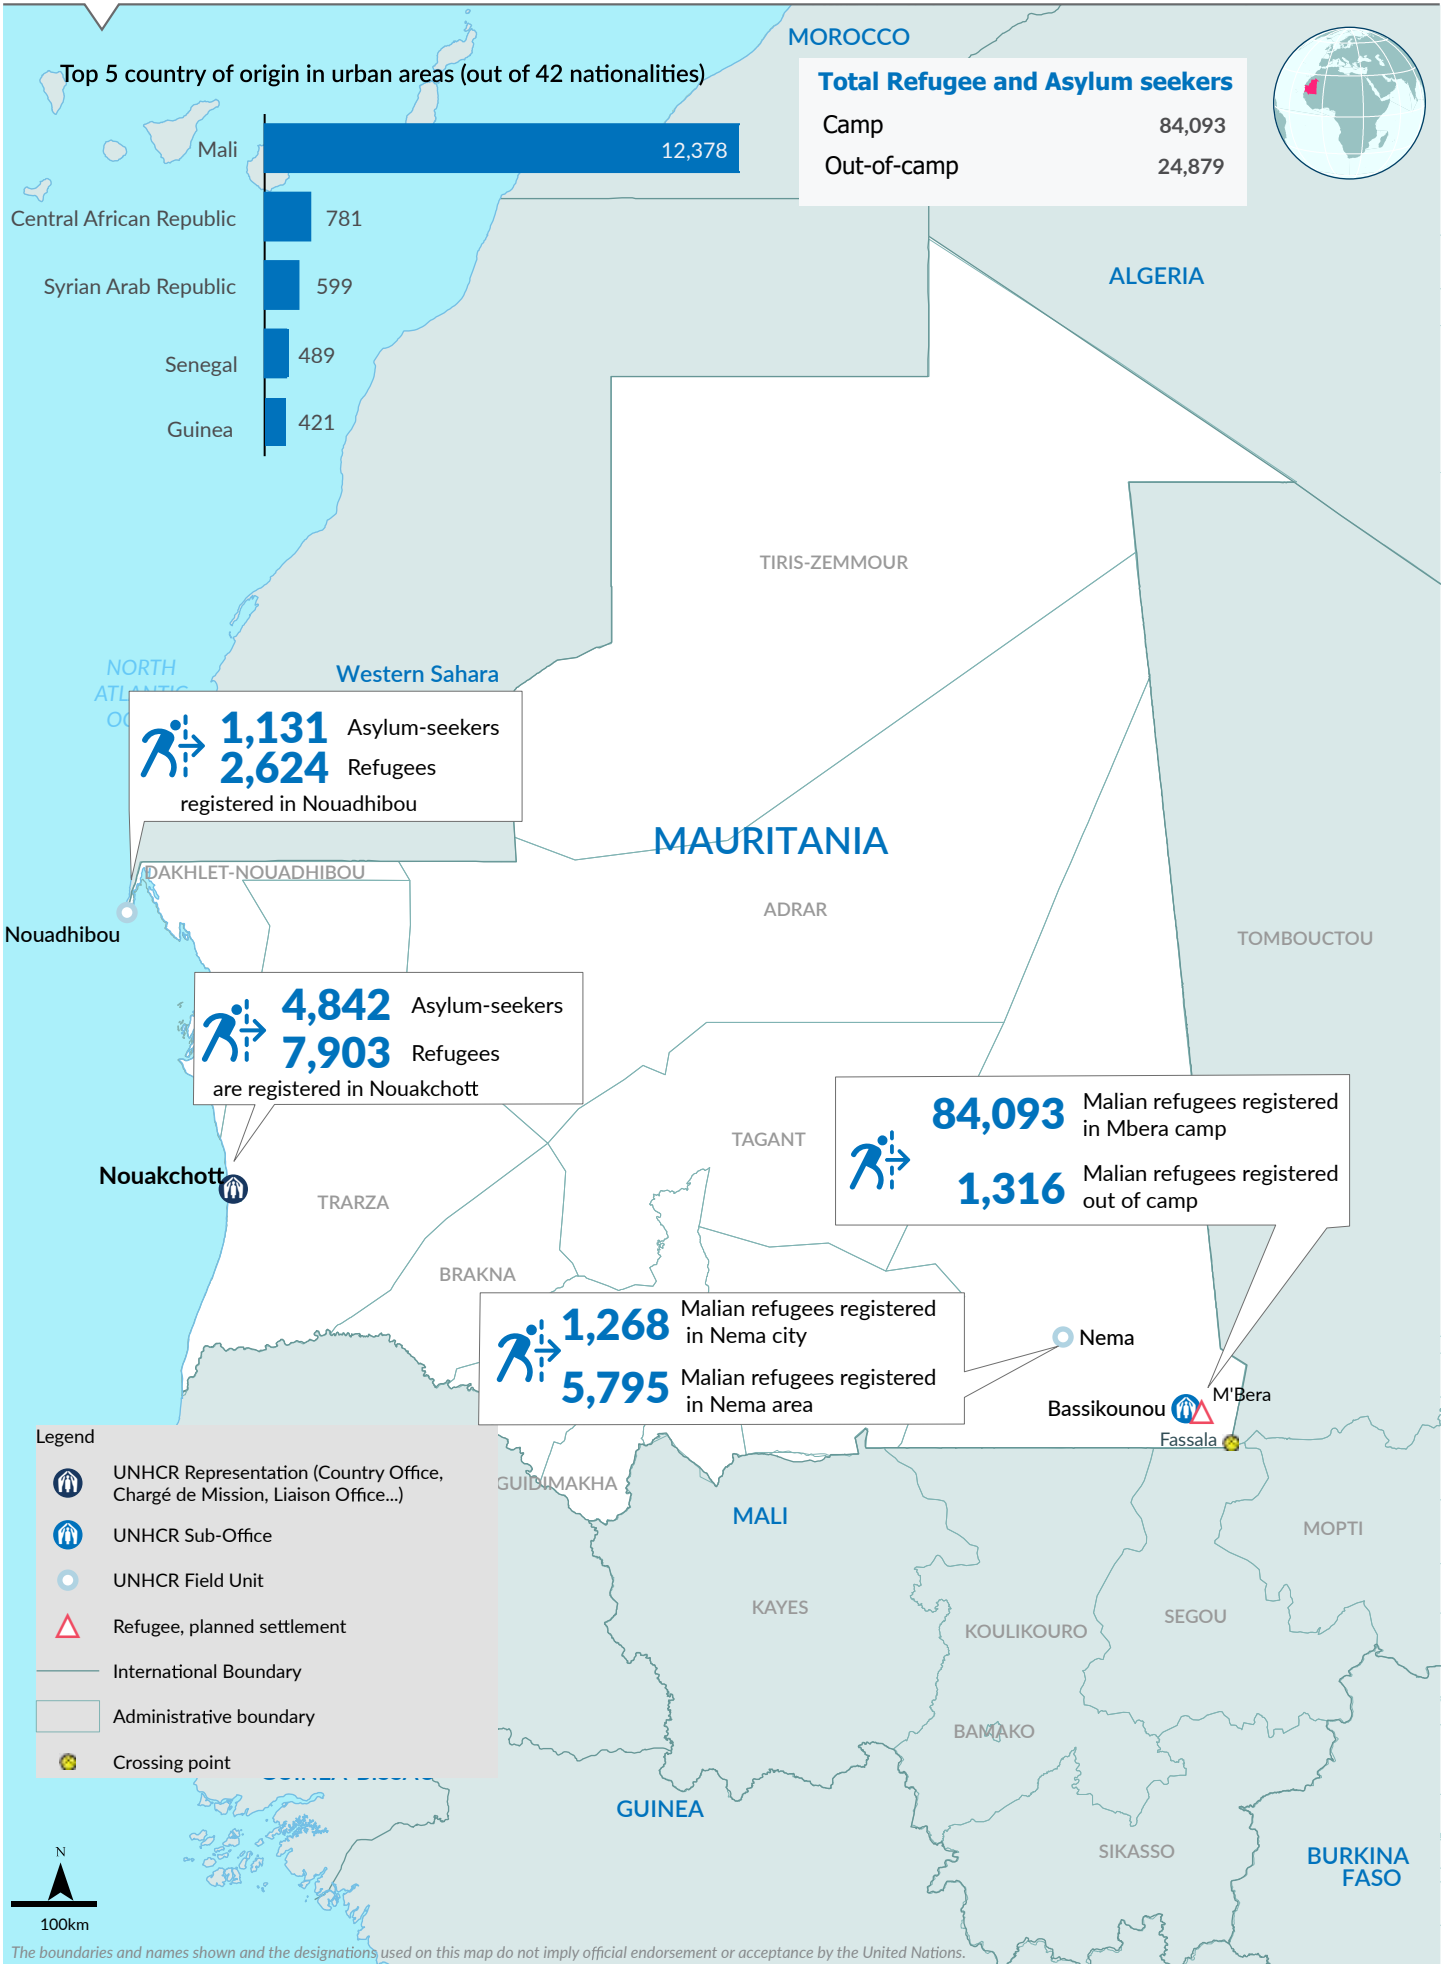 MOROCCO
Top 5 country of origin in urban areas (out of 42 nationalities)
Mali
12,378
Central African Republic
781
Syrian Arab Republic
599
Senegal
489
Guinea
421
Total Refugee and Asylum seekers
Camp 84,093
Out-of-camp 24,879
ALGERIA
TIRIS-ZEMMOUR
NORTH
ATLANTIC
Western Sahara
1,131 Asylum-seekers
2,624 Refugees
registered in Nouadhibou
MAURITANIA
DAKHLET-NOUADHIBOU
ADRAR
Nouadhibou
TOMBOUCTOU
4,842 Asylum-seekers
7,903 Refugees
are registered in Nouakchott
84,093 Malian refugees registered
in Mbera camp
1,316 Malian refugees registered
out of camp
TAGANT
Nouakchott
TRARZA
BRAKNA
1,268 Malian refugees registered
in Nema city
5,795 Malian refugees registered
in Nema area
Nema
M'Bera
Bassikounou
Fassala
Legend
UNHCR Representation (Country Office,
Chargé de Mission, Liaison Office...)
UNHCR Sub-Office
UNHCR Field Unit
Refugee, planned settlement
International Boundary
Administrative boundary
Crossing point
GUIDIMAKHA
MALI
MOPTI
KAYES
KOULIKOURO
SEGOU
BAMAKO
GUINEA
SIKASSO
BURKINA
FASO
N
100km
The boundaries and names shown and the designations used on this map do not imply official endorsement or acceptance by the United Nations.